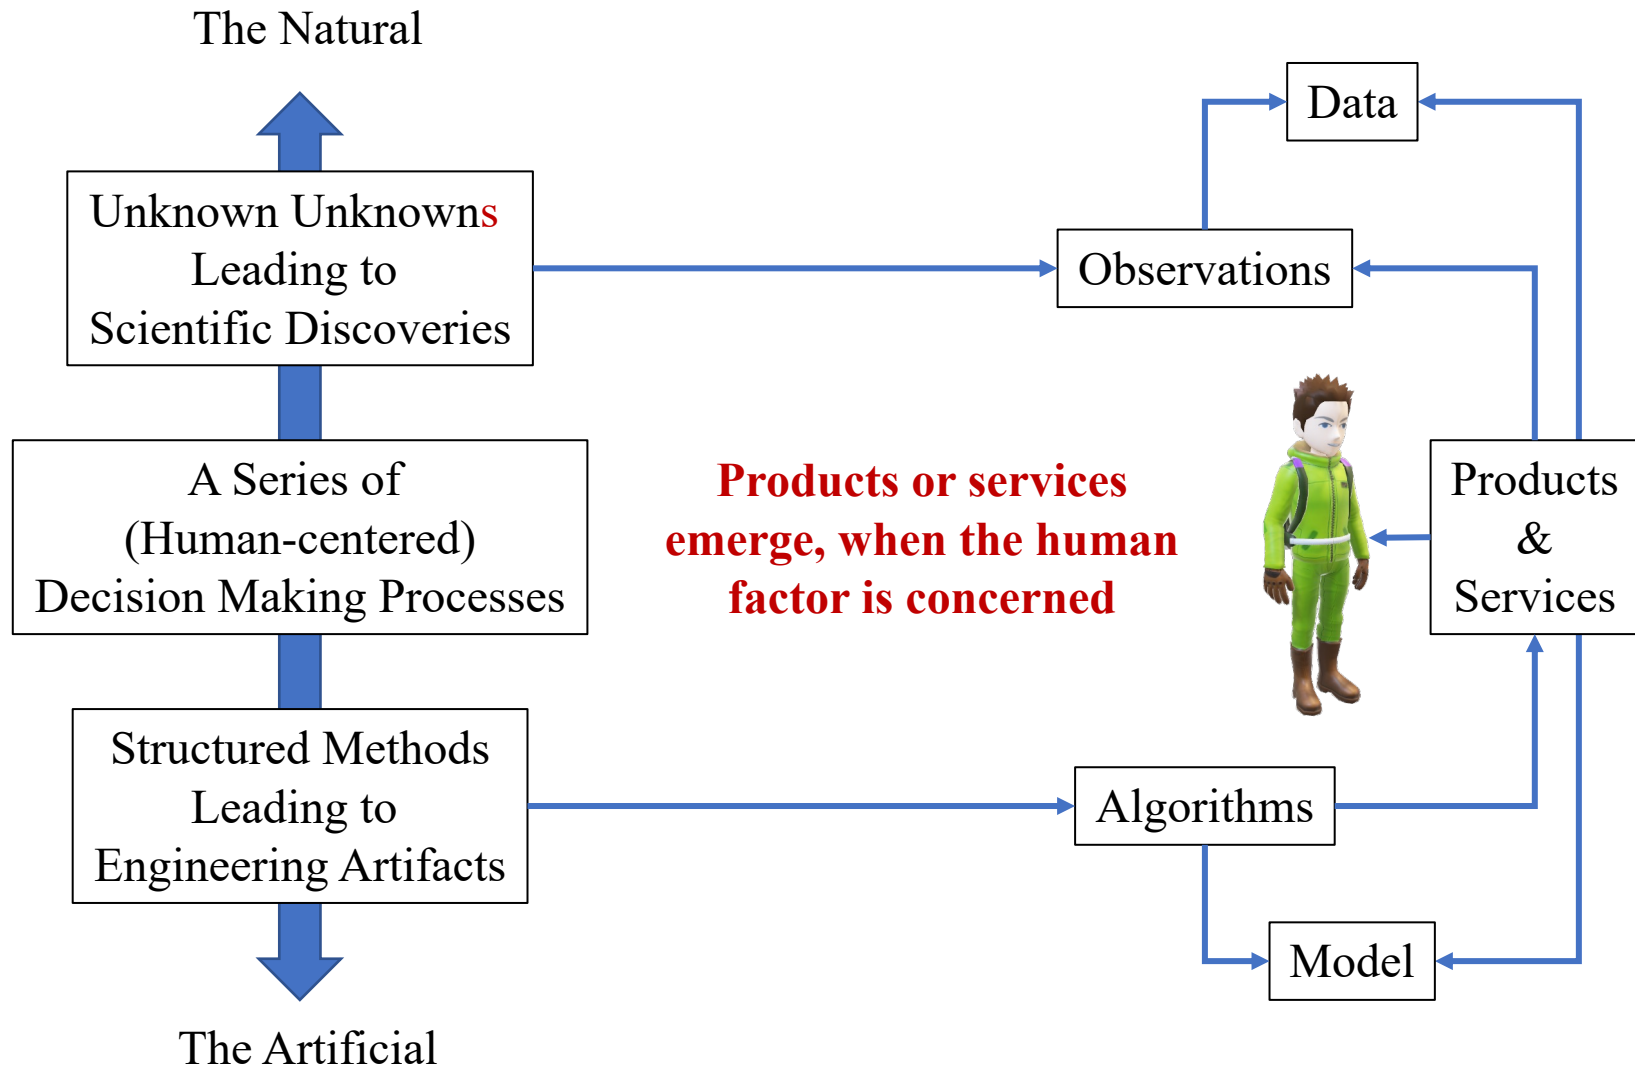 The Natural
Unknown Unknowns
Leading to
Scientific Discoveries
A Series of
(Human-centered)
Decision Making Processes
Structured Methods
Leading to
Engineering Artifacts
The Artificial
Products or services
emerge, when the human
factor is concerned
Data
Observations
Products
&
Services
Algorithms
Model